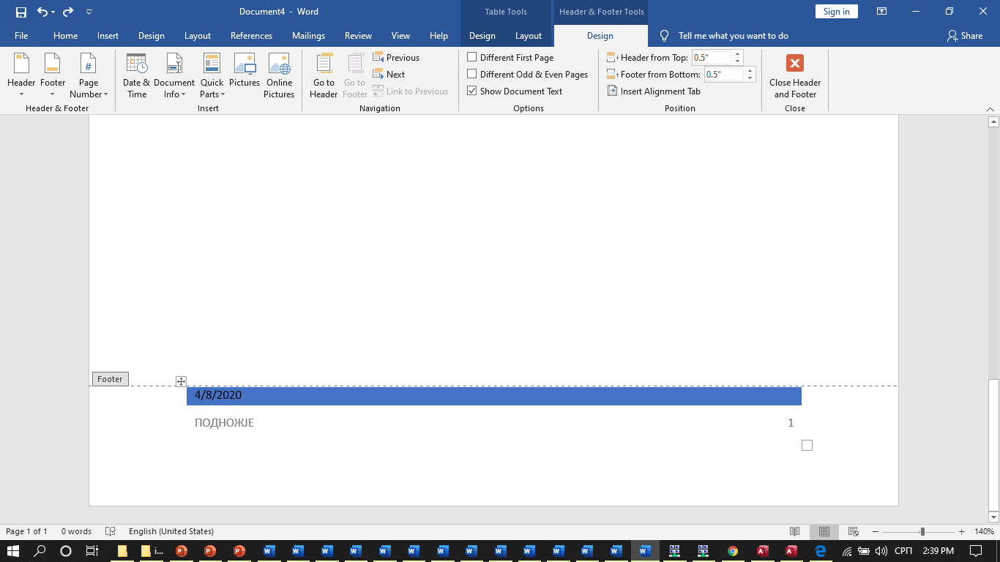 Document4 - Word
Table Tools
Header & Footer Tools
Sign in
File Home Insert Design Layout References Mailings Review View Help Design Layout Design Tell me what you want to do Share
Header
Footer
Page Number
Header & Footer
Date & Time
Document Info
Quick Parts
Pictures
Online Pictures
Insert
Go to Header
Go to Footer
Previous
Next
Link to Previous
Navigation
Different First Page
Different Odd & Even Pages
Show Document Text
Options
Header from Top: 0.5"
Footer from Bottom: 0.5"
Insert Alignment Tab
Position
Close Header and Footer
Close
Footer
4/8/2020
ПОДНОЖЈЕ 1
Page 1 of 1 0 words English (United States) 140%
i... СРП 2:39 PM